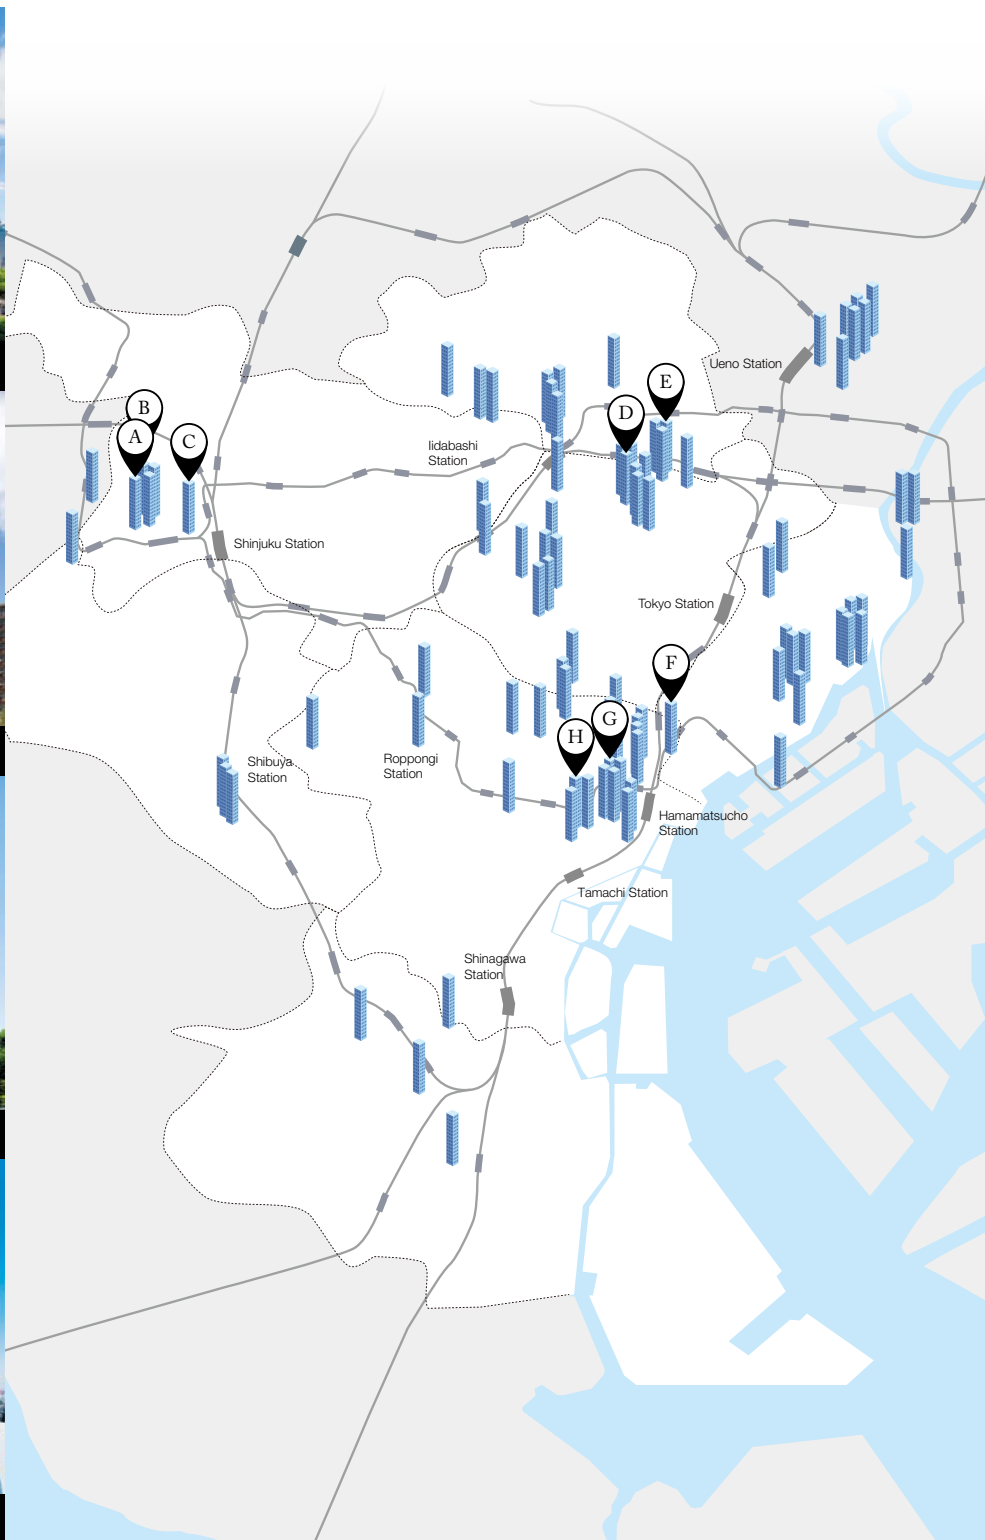 Ueno Station
E
B
D
A
C
Iidabashi
Station
Shinjuku Station
Tokyo Station
F
G
H
Shibuya
Station
Roppongi
Station
Hamamatsucho
Station
Tamachi Station
Shinagawa
Station